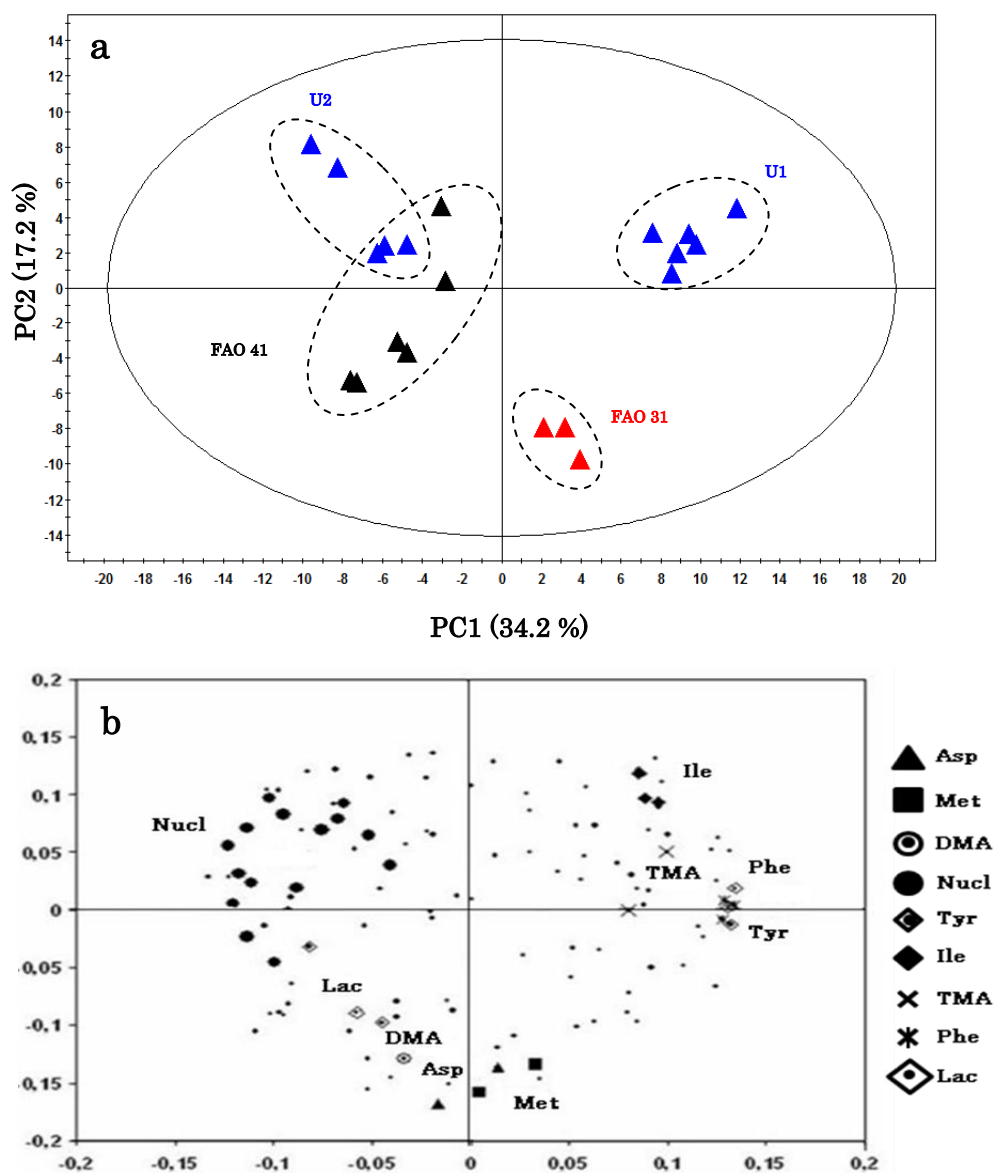 a
14
12
10
8
6
4
2
0
-2
-4
-6
-8
-10
-12
-14
PC2 (17.2 %)
U2
U1
FAO 41
FAO 31
-20 -18 -16 -14 -12 -10 -8 -6 -4 -2 0 2 4 6 8 10 12 14 16 18 20
PC1 (34.2 %)
b
0,2
0,15
0,1
0,05
0
-0,05
-0,1
-0,15
-0,2
Nucl
Ile
TMA
Phe
Tyr
Lac
DMA
Asp
Met
-0,2 -0,15 -0,1 -0,05 0 0,05 0,1 0,15 0,2
Asp
Met
DMA
Nucl
Tyr
Ile
TMA
Phe
Lac